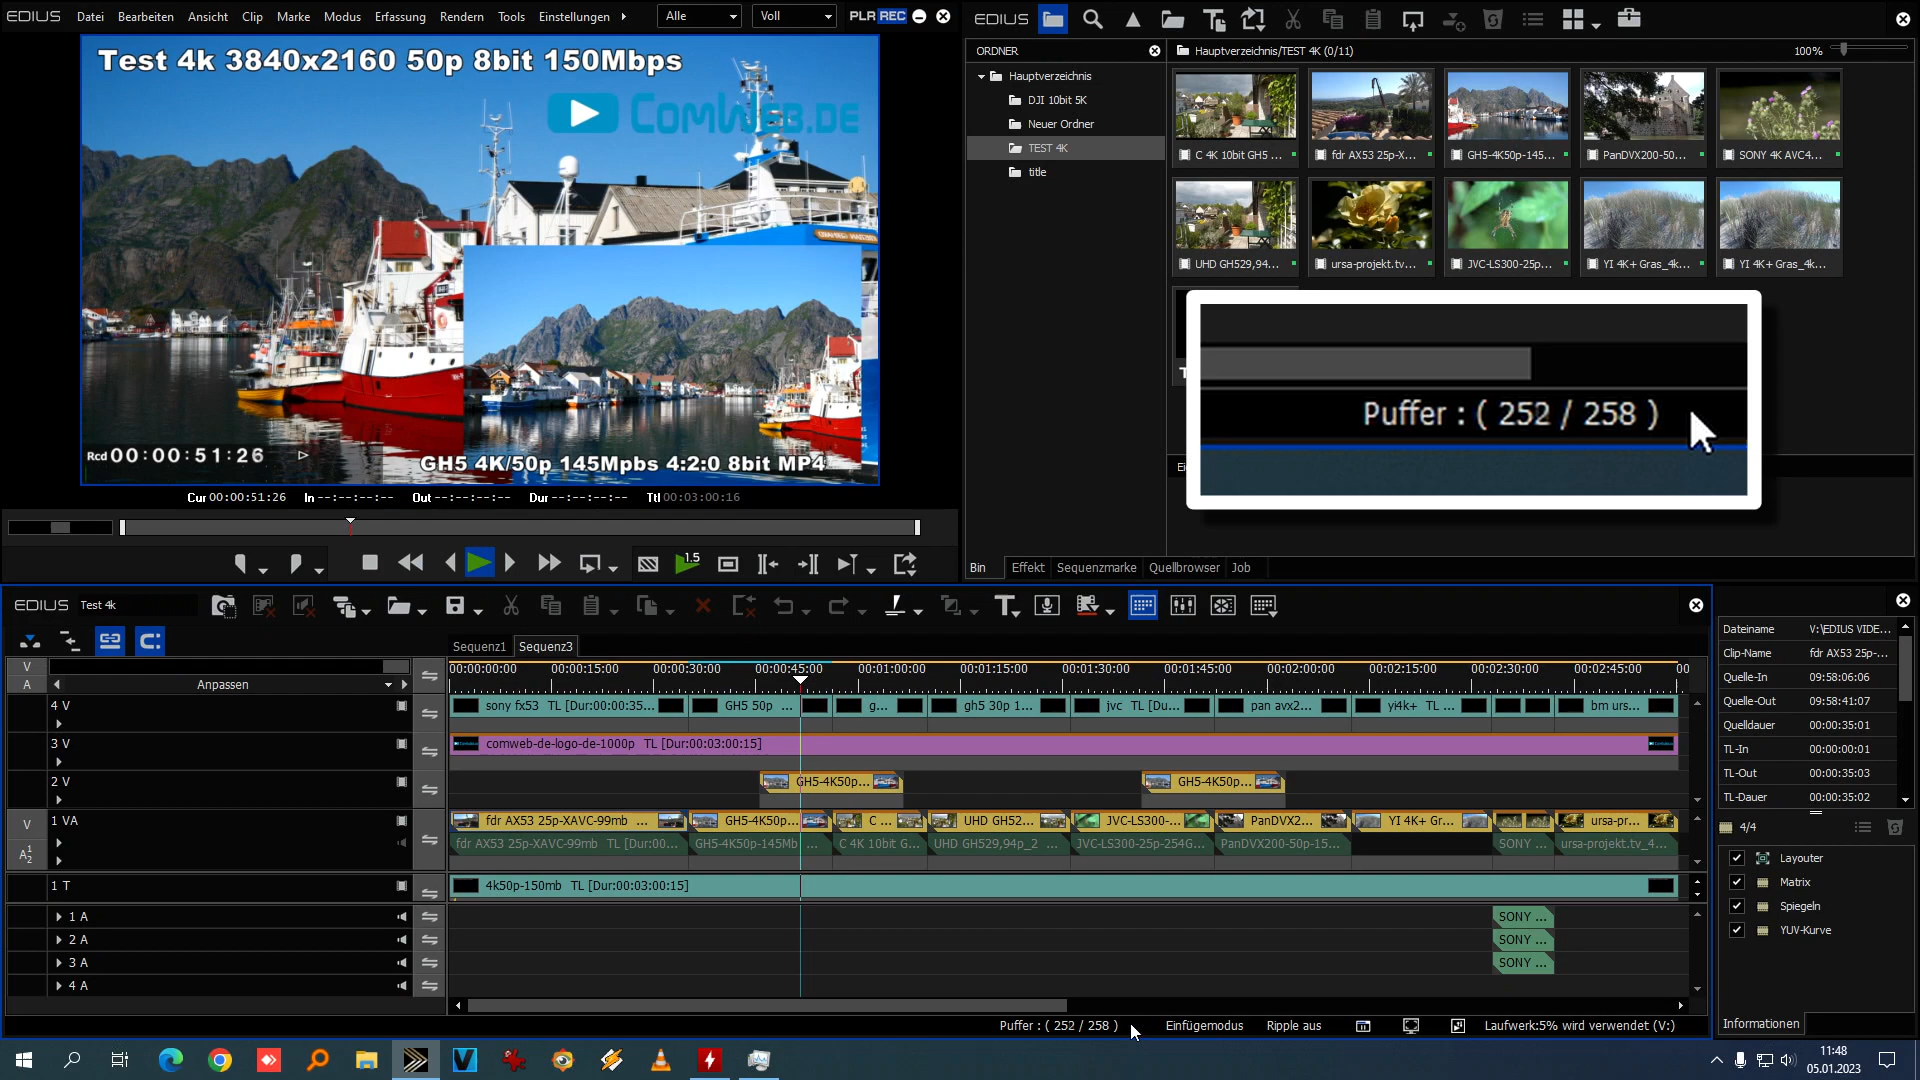 EDIUS Datei Bearbeiten Ansicht Clip Marke Modus Erfassung Rendern Tools Einstellungen Alle Voll PLR REC
Test 4k 3840x2160 50p 8bit 150Mbps
ComWeb.de
Rcd 00:00:51:26
GH5 4K/50p 145Mpbs 4:2:0 8bit MP4
Cur 00:00:51:26 In --:--:--:-- Out --:--:--:-- Dur --:--:--:-- Ttl 00:03:00:16
1.5
EDIUS
ORDNER
Hauptverzeichnis/TEST 4K (0/11) 100%
Hauptverzeichnis
DJI 10bit 5K
Neuer Ordner
TEST 4K
title
C 4K 10bit GH5 ... fdr AX53 25p-X... GH5-4K50p-145... PanDVX200-50... SONY 4K AVC4...
UHD GH529,94... ursa-projekt.tv... JVC-LS300-25p... YI 4K+ Gras_4k... YI 4K+ Gras_4k...
Puffer : ( 252 / 258 )
Bin Effekt Sequenzmarke Quellbrowser Job
EDIUS Test 4k
Sequenz1 Sequenz3
V
A
Anpassen
00:00:00:00 00:00:15:00 00:00:30:00 00:00:45:00 00:01:00:00 00:01:15:00 00:01:30:00 00:01:45:00 00:02:00:00 00:02:15:00 00:02:30:00 00:02:45:00 00
4 V sony fx53 TL [Dur:00:00:35... GH5 50p ... g... gh5 30p 1... jvc TL [Du... pan avx2... yi4k+ TL ... bm urs...
3 V comweb-de-logo-de-1000p TL [Dur:00:03:00:15]
2 V GH5-4K50p... GH5-4K50p...
V 1 VA fdr AX53 25p-XAVC-99mb ... GH5-4K50p... C ... UHD GH52... JVC-LS300-... PanDVX2... YI 4K+ Gr... ursa-pr...
A 1 2 fdr AX53 25p-XAVC-99mb TL [Dur:00... GH5-4K50p-145Mb ... C 4K 10bit G... UHD GH529,94p_2 ... JVC-LS300-25p-254G... PanDVX200-50p-15... SONY ... ursa-projekt.tv_4...
1 T 4k50p-150mb TL [Dur:00:03:00:15]
1 A SONY ...
2 A SONY ...
3 A SONY ...
4 A
Puffer : ( 252 / 258 ) Einfügemodus Ripple aus Laufwerk:5% wird verwendet (V:)
Dateiname V:\EDIUS VIDE...
Clip-Name fdr AX53 25p-...
Quelle-In 09:58:06:06
Quelle-Out 09:58:41:07
Quelldauer 00:00:35:01
TL-In 00:00:00:01
TL-Out 00:00:35:03
TL-Dauer 00:00:35:02
4/4
Layouter
Matrix
Spiegeln
YUV-Kurve
Informationen
11:48
05.01.2023